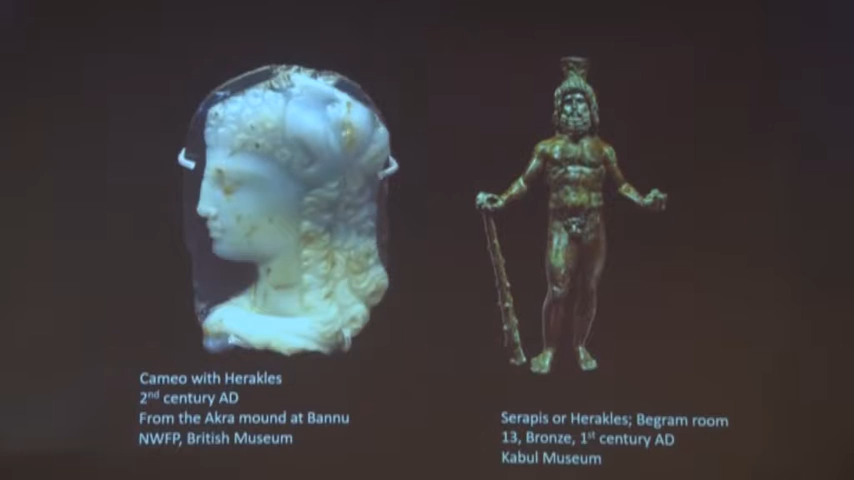 Cameo with Herakles
2nd century AD
From the Akra mound at Bannu
NWFP, British Museum
Serapis or Herakles; Begram room
13, Bronze, 1st century AD
Kabul Museum